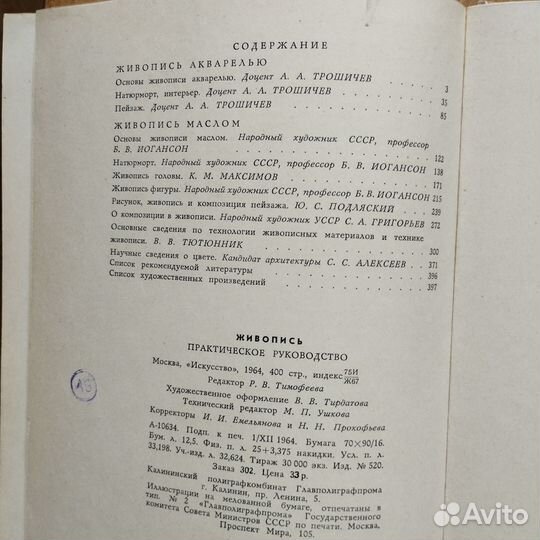 СОДЕРЖАНИЕ
ЖИВОПИСЬ АКВАРЕЛЬЮ
Основы живописи акварелью. Доцент А. А. ТРОШИЧЕВ 3
Натюрморт, интерьер. Доцент А. А. ТРОШИЧЕВ 35
Пейзаж. Доцент А. А. ТРОШИЧЕВ 85
ЖИВОПИСЬ МАСЛОМ
Основы живописи маслом. Народный художник СССР, профессор
Б. В. ИОГАНСОН 122
Натюрморт. Народный художник СССР, профессор Б. В. ИОГАНСОН 138
Живопись головы. К. М. МАКСИМОВ 171
Живопись фигуры. Народный художник СССР, профессор Б. В. ИОГАНСОН 215
Рисунок, живопись и композиция пейзажа. Ю. С. ПОДЛЯСКИЙ 239
О композиции в живописи. Народный художник УССР С. А. ГРИГОРЬЕВ 272
Основные сведения по технологии живописных материалов и технике
живописи. В. В. ТЮТЮННИК 300
Научные сведения о цвете. Кандидат архитектуры С. С. АЛЕКСЕЕВ 371
Список рекомендуемой литературы 396
Список художественных произведений 397
ЖИВОПИСЬ
ПРАКТИЧЕСКОЕ РУКОВОДСТВО
Москва, «Искусство», 1964, 400 стр., индекс 75И
Ж67
Редактор Р. В. Тимофеева
Художественное оформление В. В. Тирдатова
Технический редактор М. П. Ушкова
Корректоры И. И. Емельянова и Н. Н. Прокофьева
А-10634. Подп. к печ. 1/XII 1964. Бумага 70×90/16.
Бум. л. 12,5. Физ. п. л. 25+3,375 накидки. Усл. п. л.
33,198. Уч.-изд. л. 32,624. Тираж 30 000 экз. Изд. № 520.
Заказ 302. Цена 33 р.
Калининский полиграфкомбинат Главполиграфпрома
г. Калинин, пр. Ленина, 5.
Иллюстрации на мелованной бумаге, отпечатаны в
тип. № 2 «Главполиграфпрома» Государственного
комитета Совета Министров СССР по печати. Москва,
Проспект Мира, 105.
Avito